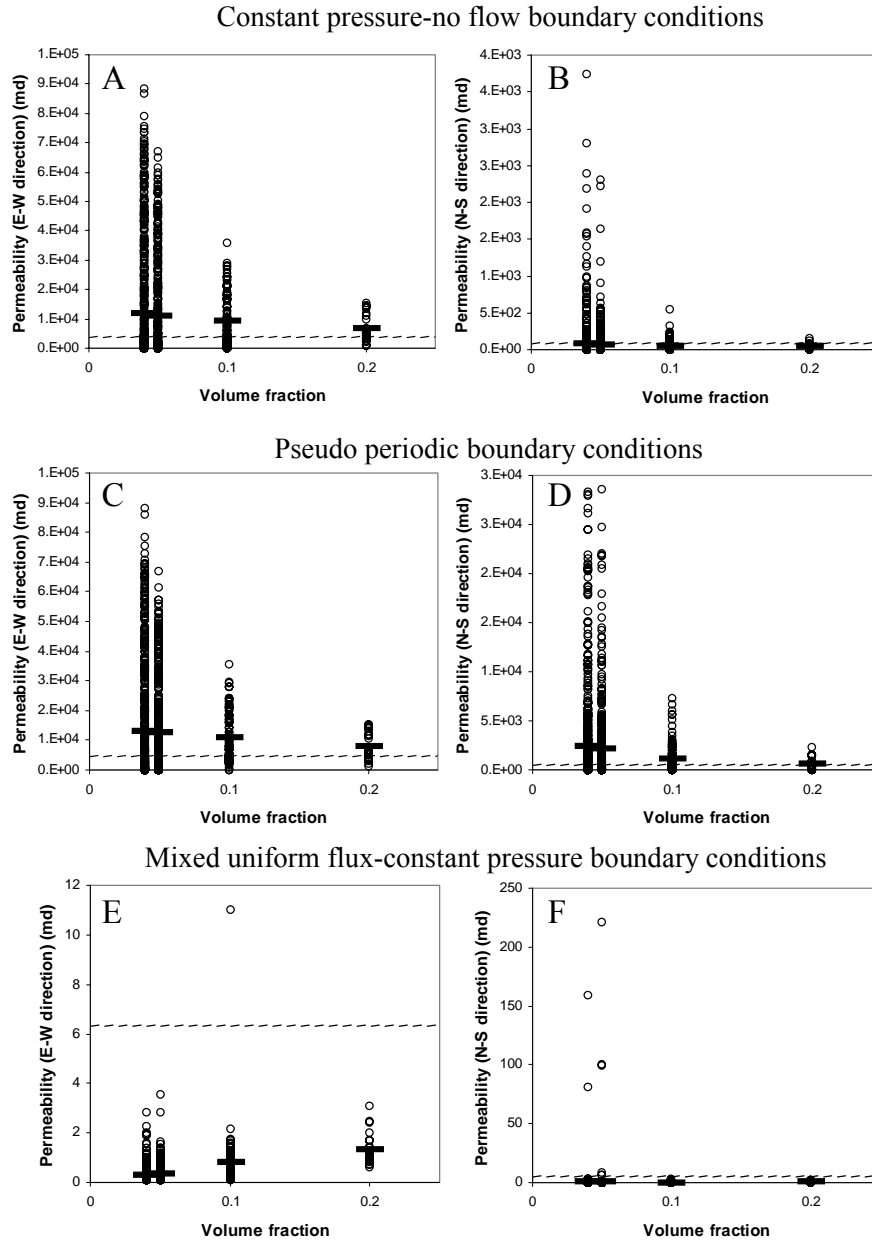 Constant pressure-no flow boundary conditions
A
Permeability (E-W direction) (md)
1.E+05
9.E+04
8.E+04
7.E+04
6.E+04
5.E+04
4.E+04
3.E+04
2.E+04
1.E+04
0.E+00
0 0.1 0.2
Volume fraction
B
Permeability (N-S direction) (md)
4.E+03
4.E+03
3.E+03
3.E+03
2.E+03
2.E+03
1.E+03
5.E+02
0.E+00
0 0.1 0.2
Volume fraction
Pseudo periodic boundary conditions
C
Permeability (E-W direction) (md)
1.E+05
9.E+04
8.E+04
7.E+04
6.E+04
5.E+04
4.E+04
3.E+04
2.E+04
1.E+04
0.E+00
0 0.1 0.2
Volume fraction
D
Permeability (N-S direction) (md)
3.E+04
3.E+04
2.E+04
2.E+04
1.E+04
5.E+03
0.E+00
0 0.1 0.2
Volume fraction
Mixed uniform flux-constant pressure boundary conditions
E
Permeability (E-W direction) (md)
12
10
8
6
4
2
0
0 0.1 0.2
Volume fraction
F
Permeability (N-S direction) (md)
250
200
150
100
50
0
0 0.1 0.2
Volume fraction